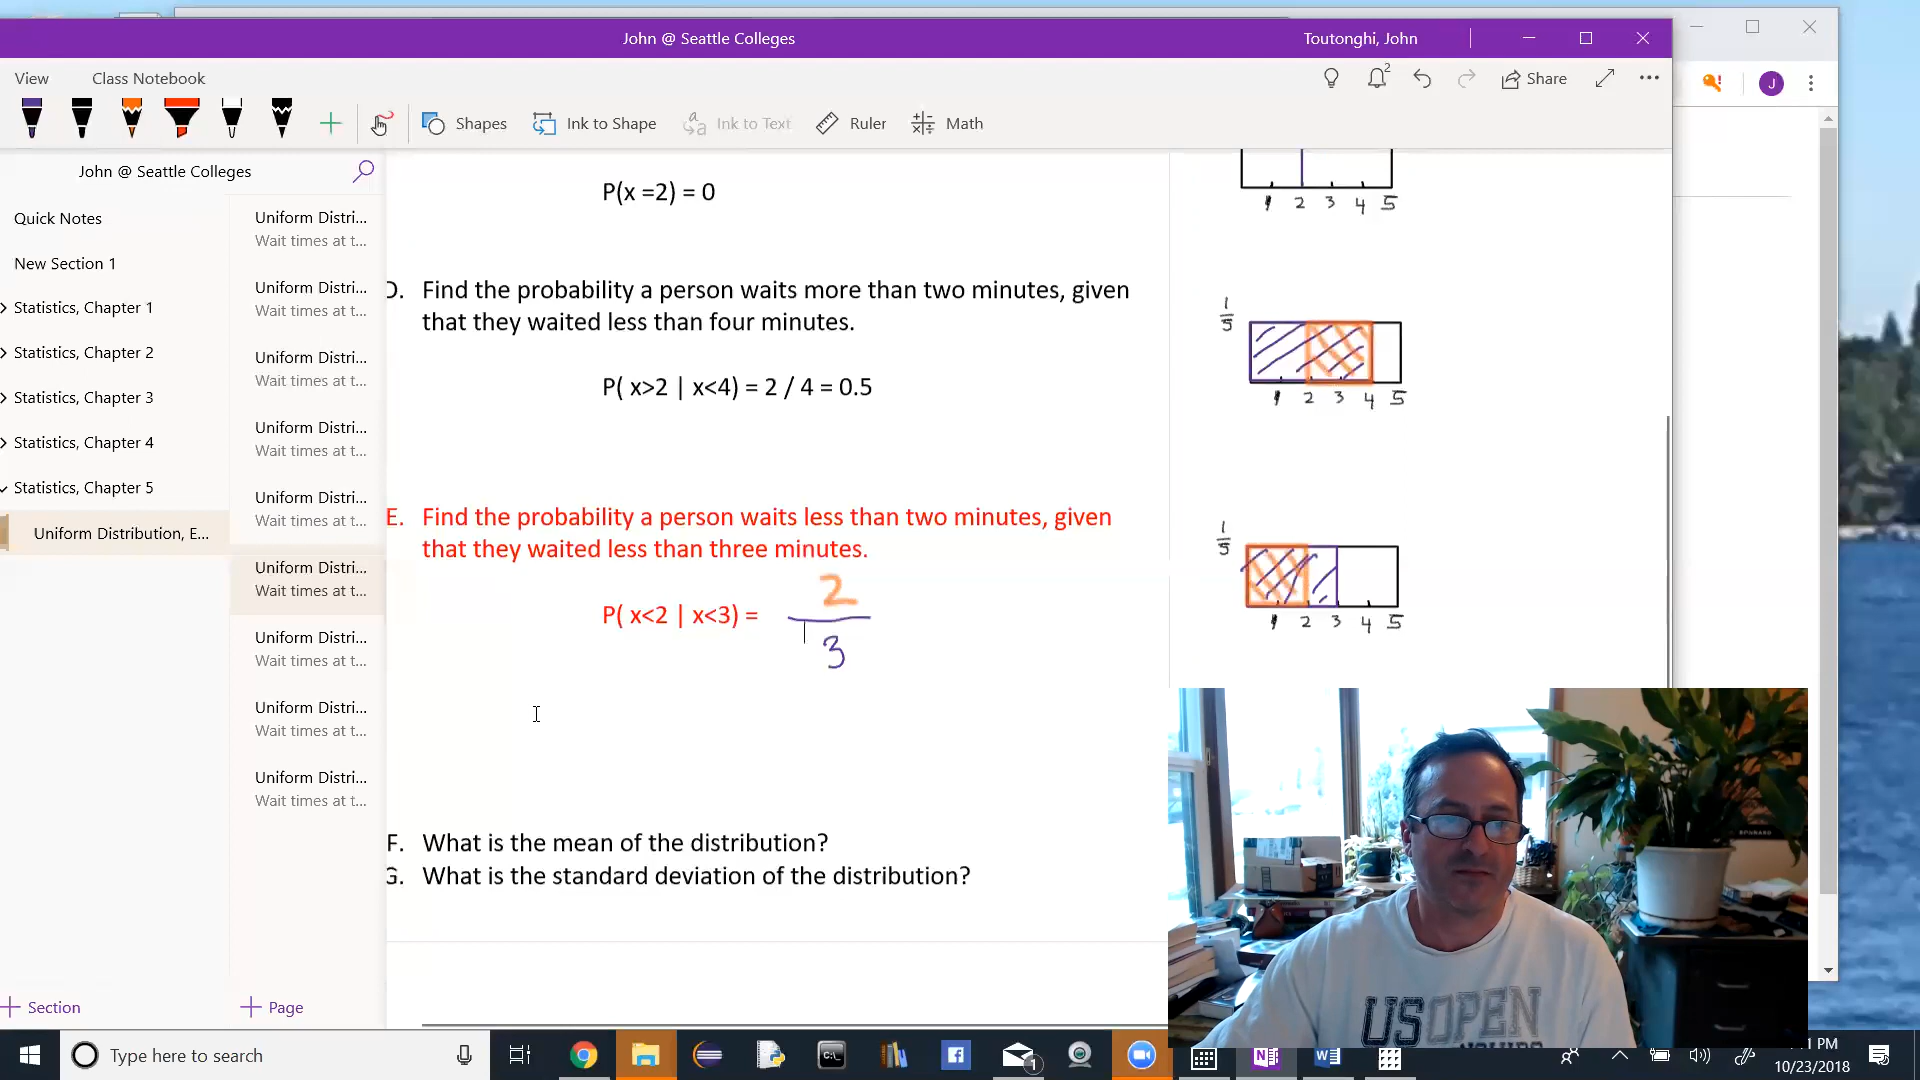 John @ Seattle Colleges
Toutonghi, John
View
Class Notebook
2
Share
Shapes
Ink to Shape
Ink to Text
Ruler
Math
J
John @ Seattle Colleges
Quick Notes
New Section 1
Statistics, Chapter 1
Statistics, Chapter 2
Statistics, Chapter 3
Statistics, Chapter 4
Statistics, Chapter 5
Uniform Distribution, E...
Section
Uniform Distri...
Wait times at t...
Uniform Distri...
Wait times at t...
Uniform Distri...
Wait times at t...
Uniform Distri...
Wait times at t...
Uniform Distri...
Wait times at t...
Uniform Distri...
Wait times at t...
Uniform Distri...
Wait times at t...
Uniform Distri...
Wait times at t...
Uniform Distri...
Wait times at t...
Page
P(x =2) = 0
1 2 3 4 5
D. Find the probability a person waits more than two minutes, given
that they waited less than four minutes.
P( x>2 | x<4) = 2 / 4 = 0.5
1
5
1 2 3 4 5
E. Find the probability a person waits less than two minutes, given
that they waited less than three minutes.
P( x<2 | x<3) =
2
3
1
5
1 2 3 4 5
F. What is the mean of the distribution?
G. What is the standard deviation of the distribution?
US OPEN
Type here to search
1
PM
10/23/2018